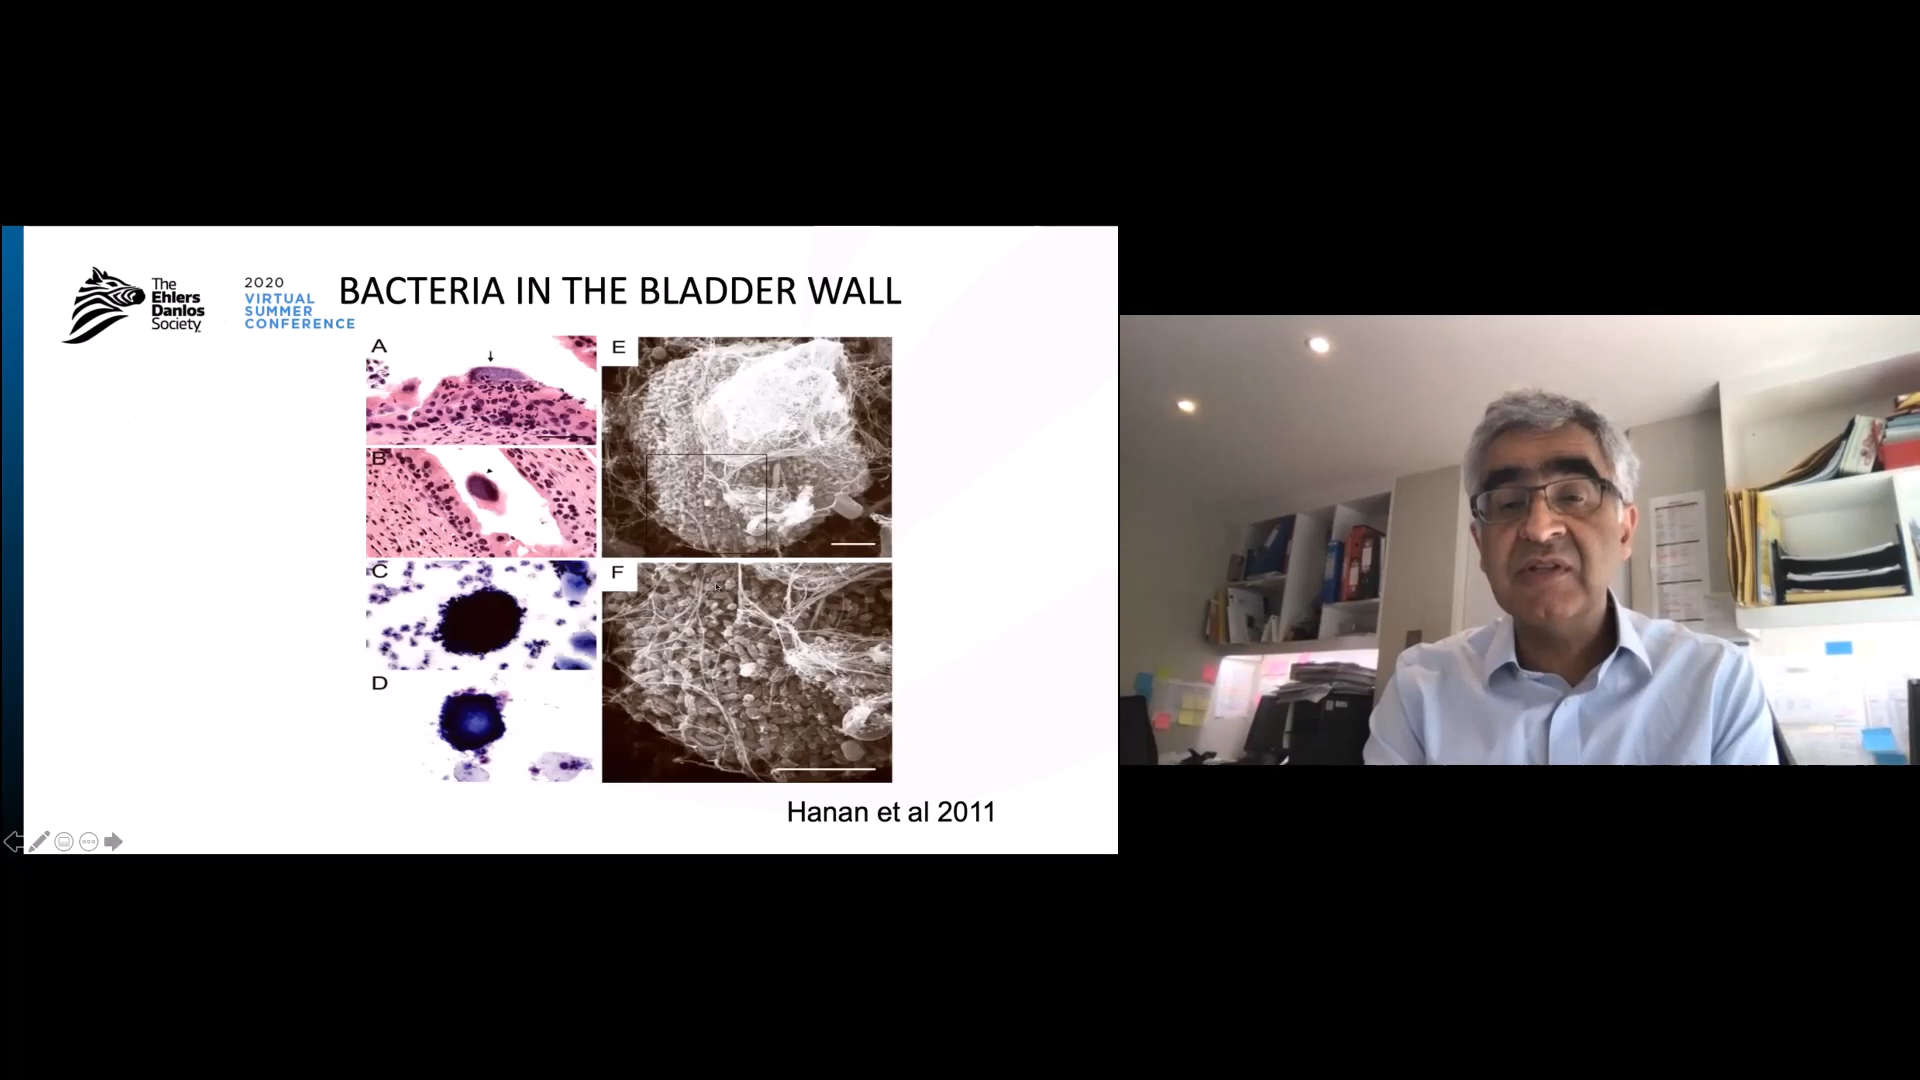 The
Ehlers
Danlos
Society
2020
VIRTUAL
SUMMER
CONFERENCE
BACTERIA IN THE BLADDER WALL
A
B
C
D
E
F
Hanan et al 2011